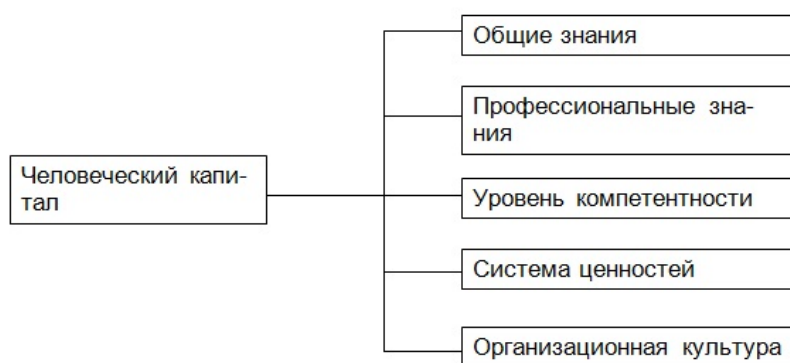 Общие знания
Профессиональные зна-
ния
Человеческий капи-
тал
Уровень компетентности
Система ценностей
Организационная культура